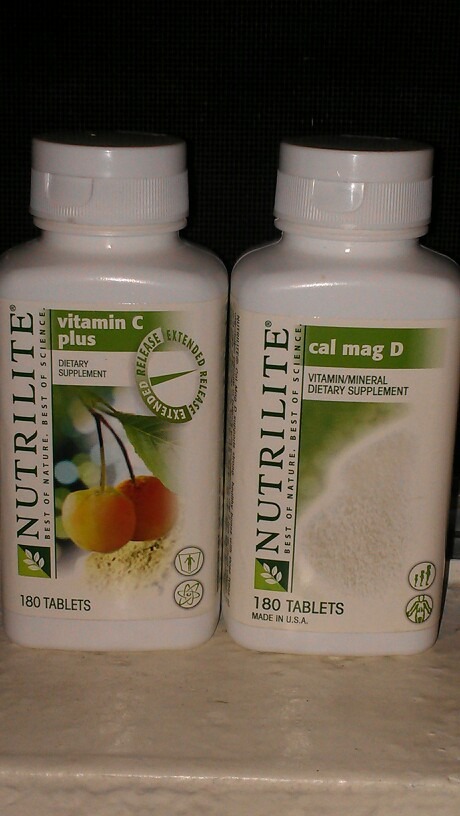 NUTRILITE®
BEST OF NATURE. BEST OF SCIENCE.
vitamin C
plus
DIETARY
SUPPLEMENT
EXTENDED RELEASE EXTENDED RELEASE
180 TABLETS
NUTRILITE®
BEST OF NATURE. BEST OF SCIENCE.
cal mag D
VITAMIN/MINERAL
DIETARY SUPPLEMENT
180 TABLETS
MADE IN U.S.A.